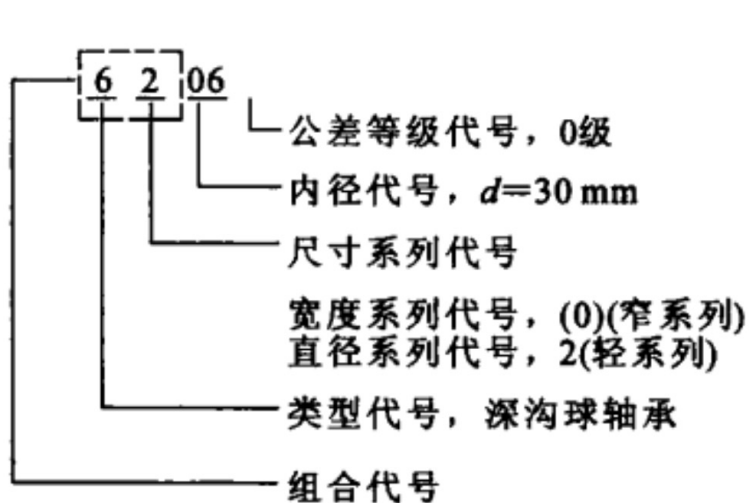 6 2 06
公差等级代号，0级
内径代号，d=30 mm
尺寸系列代号
宽度系列代号，(0)(窄系列)
直径系列代号，2(轻系列)
类型代号，深沟球轴承
组合代号